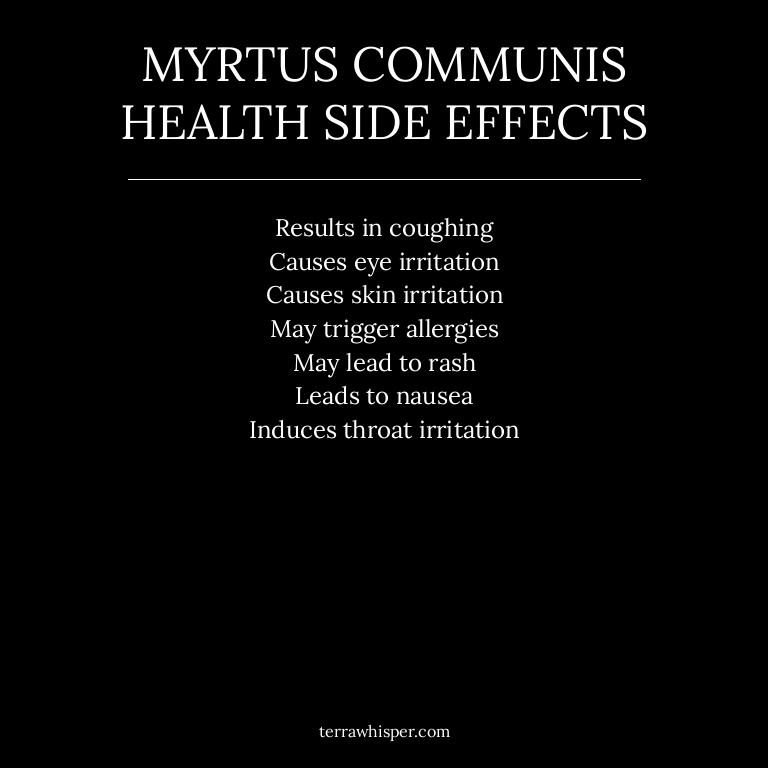 MYRTUS COMMUNIS
HEALTH SIDE EFFECTS
Results in coughing
Causes eye irritation
Causes skin irritation
May trigger allergies
May lead to rash
Leads to nausea
Induces throat irritation
terrawhisper.com